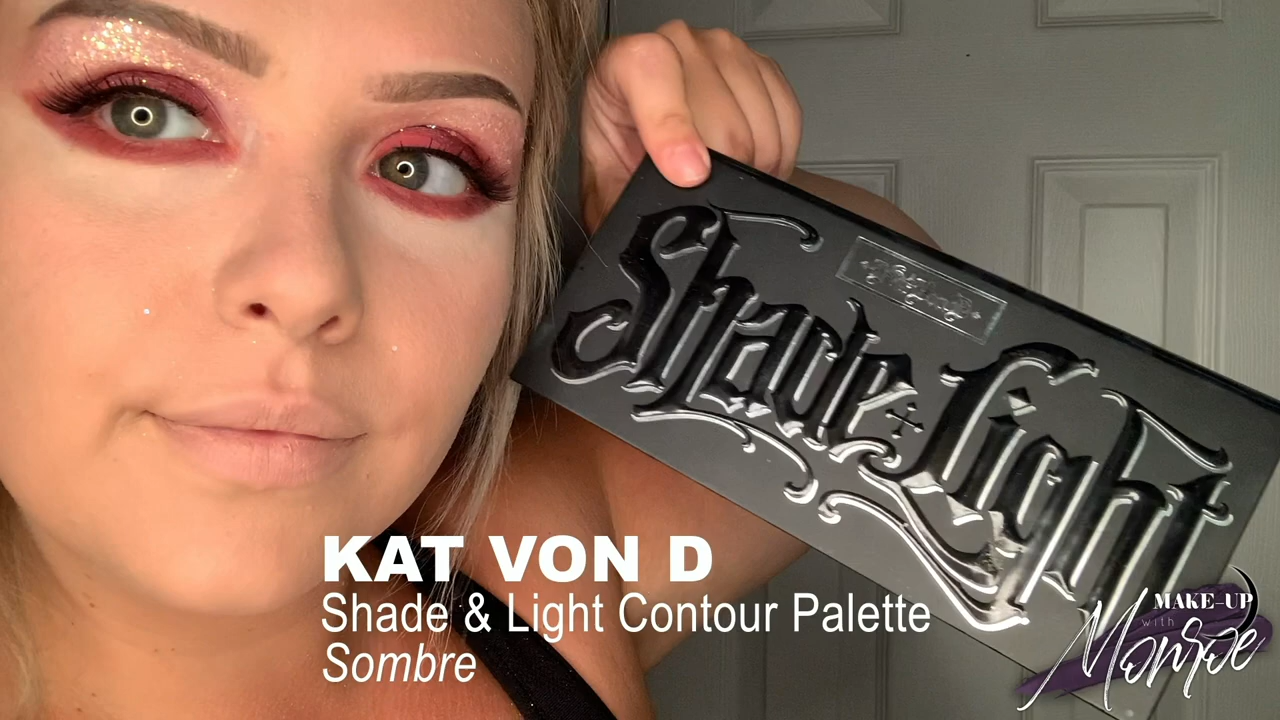 Shade + Light
KAT VON D
Shade & Light Contour Palette
Sombre
MAKE-UP
with
Monroe